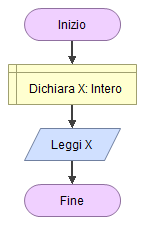 Inizio
Dichiara X: Intero
Leggi X
Fine